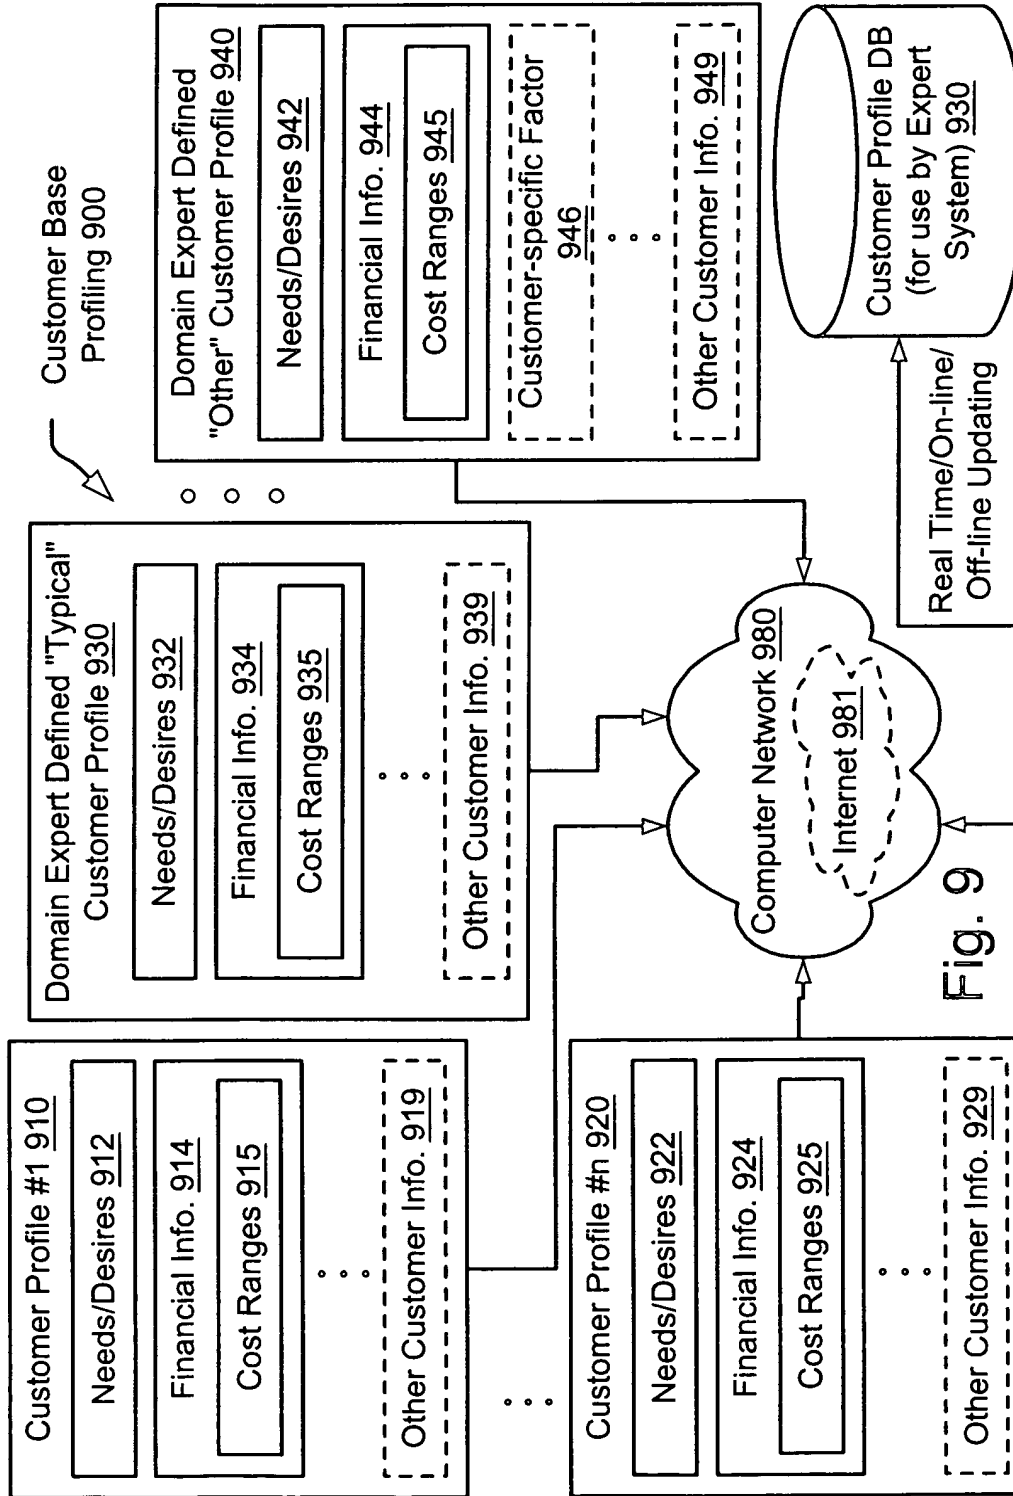 Customer Base
Profiling 900
Customer Profile #1 910
Needs/Desires 912
Financial Info. 914
Cost Ranges 915
Other Customer Info. 919
Customer Profile #n 920
Needs/Desires 922
Financial Info. 924
Cost Ranges 925
Other Customer Info. 929
Domain Expert Defined "Typical"
Customer Profile 930
Needs/Desires 932
Financial Info. 934
Cost Ranges 935
Other Customer Info. 939
Domain Expert Defined
"Other" Customer Profile 940
Needs/Desires 942
Financial Info. 944
Cost Ranges 945
Customer-specific Factor
946
Other Customer Info. 949
Computer Network 980
Internet 981
Real Time/On-line/
Off-line Updating
Customer Profile DB
(for use by Expert
System) 930
Fig. 9